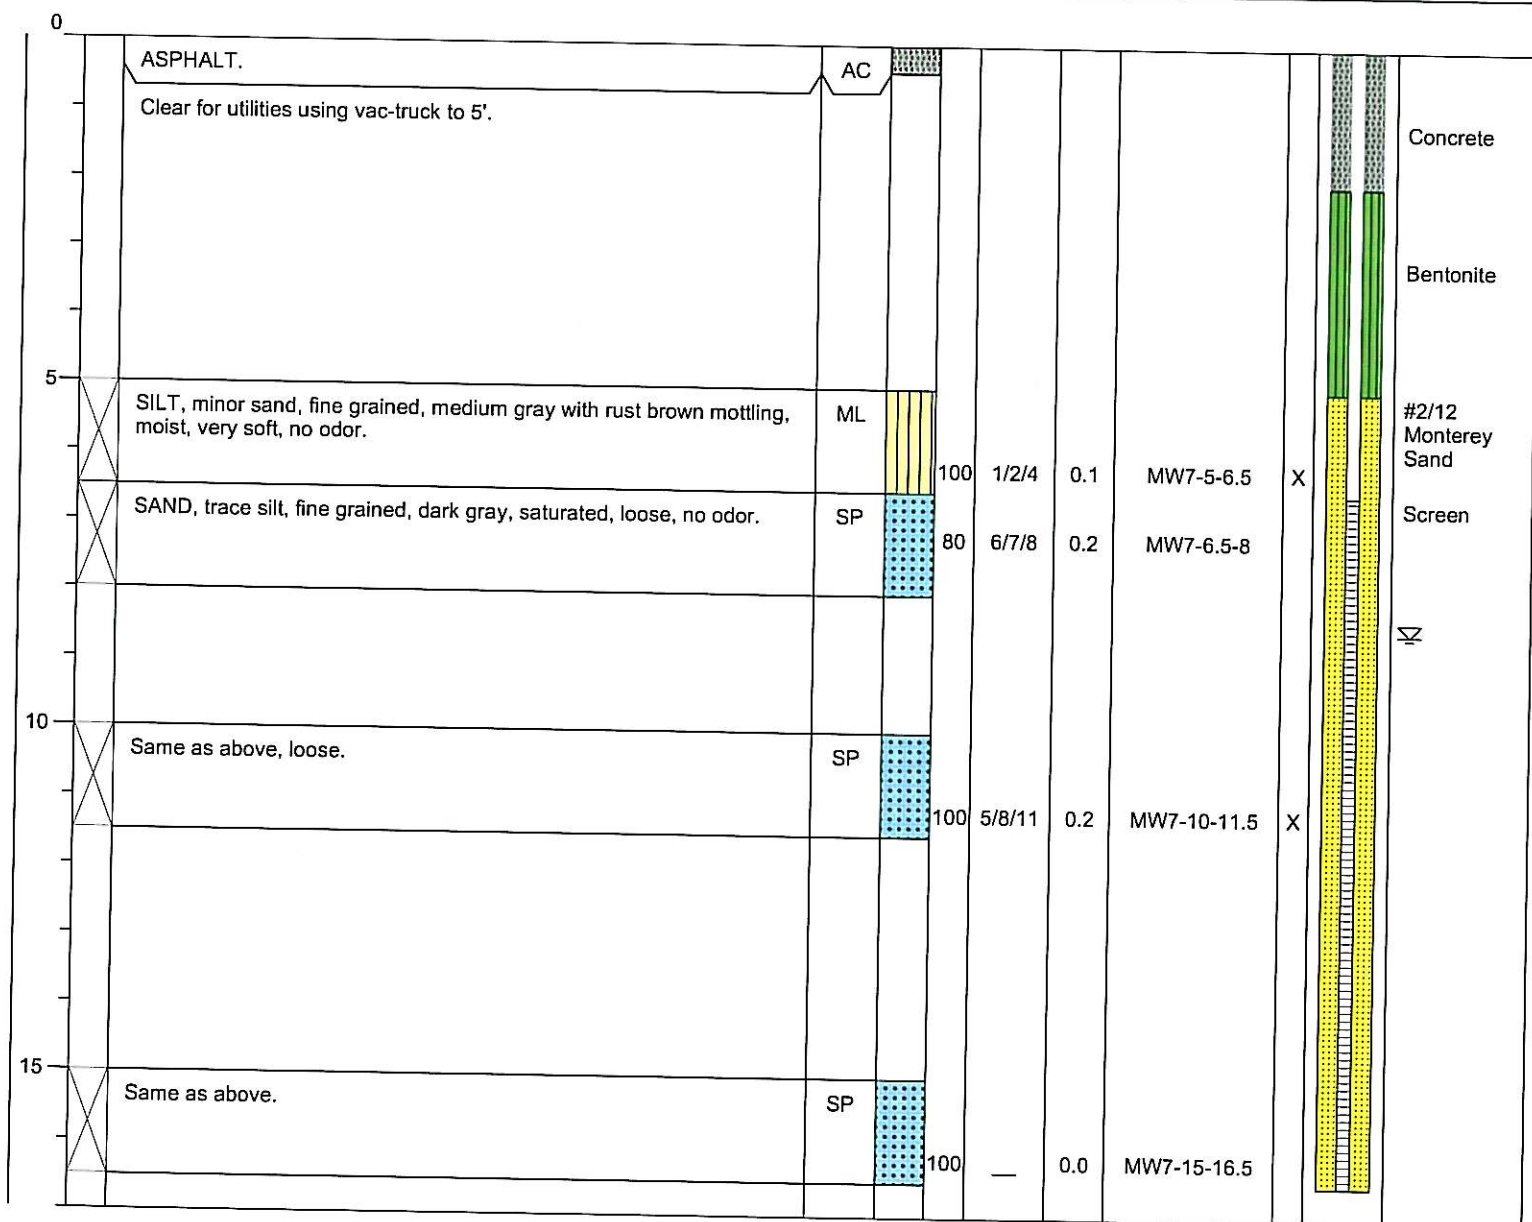 0
ASPHALT.
AC
Clear for utilities using vac-truck to 5'.
Concrete
Bentonite
5
SILT, minor sand, fine grained, medium gray with rust brown mottling,
moist, very soft, no odor.
ML
#2/12
Monterey
Sand
100 1/2/4 0.1 MW7-5-6.5 X
SAND, trace silt, fine grained, dark gray, saturated, loose, no odor.
SP
Screen
80 6/7/8 0.2 MW7-6.5-8
10
Same as above, loose.
SP
100 5/8/11 0.2 MW7-10-11.5 X
15
Same as above.
SP
100 — 0.0 MW7-15-16.5